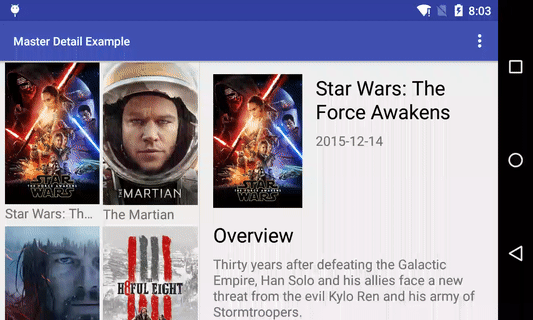 8:03
Master Detail Example
STAR WARS
Star Wars: Th...
THE MARTIAN
The Martian
H8FUL EIGHT
THE FORCE AWAKENS
STAR WARS
Star Wars: The
Force Awakens
2015-12-14
Overview
Thirty years after defeating the Galactic
Empire, Han Solo and his allies face a new
threat from the evil Kylo Ren and his army of
Stormtroopers.